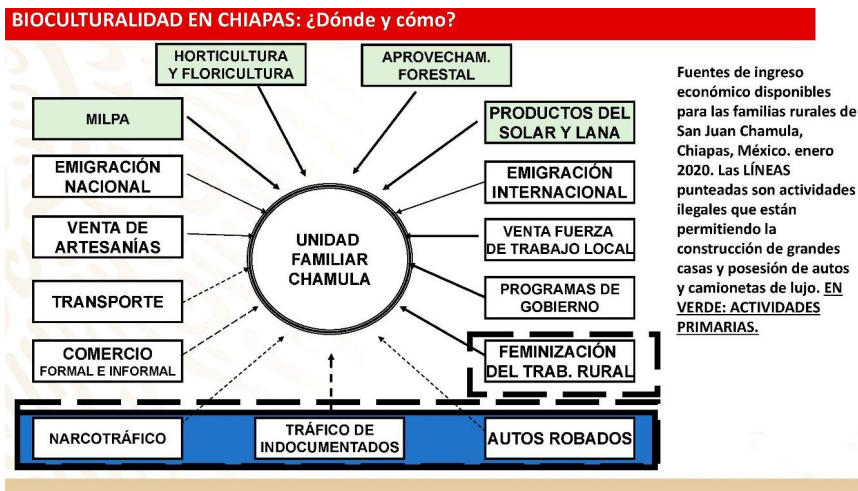 BIOCULTURALIDAD EN CHIAPAS: ¿Dónde y cómo?
HORTICULTURA
Y FLORICULTURA
APROVECHAM.
FORESTAL
MILPA
PRODUCTOS DEL
SOLAR Y LANA
EMIGRACIÓN
NACIONAL
EMIGRACIÓN
INTERNACIONAL
VENTA DE
ARTESANÍAS
UNIDAD
FAMILIAR
CHAMULA
VENTA FUERZA
DE TRABAJO LOCAL
TRANSPORTE
PROGRAMAS DE
GOBIERNO
COMERCIO
FORMAL E INFORMAL
FEMINIZACIÓN
DEL TRAB. RURAL
NARCOTRÁFICO
TRÁFICO DE
INDOCUMENTADOS
AUTOS ROBADOS
Fuentes de ingreso
económico disponibles
para las familias rurales de
San Juan Chamula,
Chiapas, México. enero
2020. Las LÍNEAS
punteadas son actividades
ilegales que están
permitiendo la
construcción de grandes
casas y posesión de autos
y camionetas de lujo. EN
VERDE: ACTIVIDADES
PRIMARIAS.